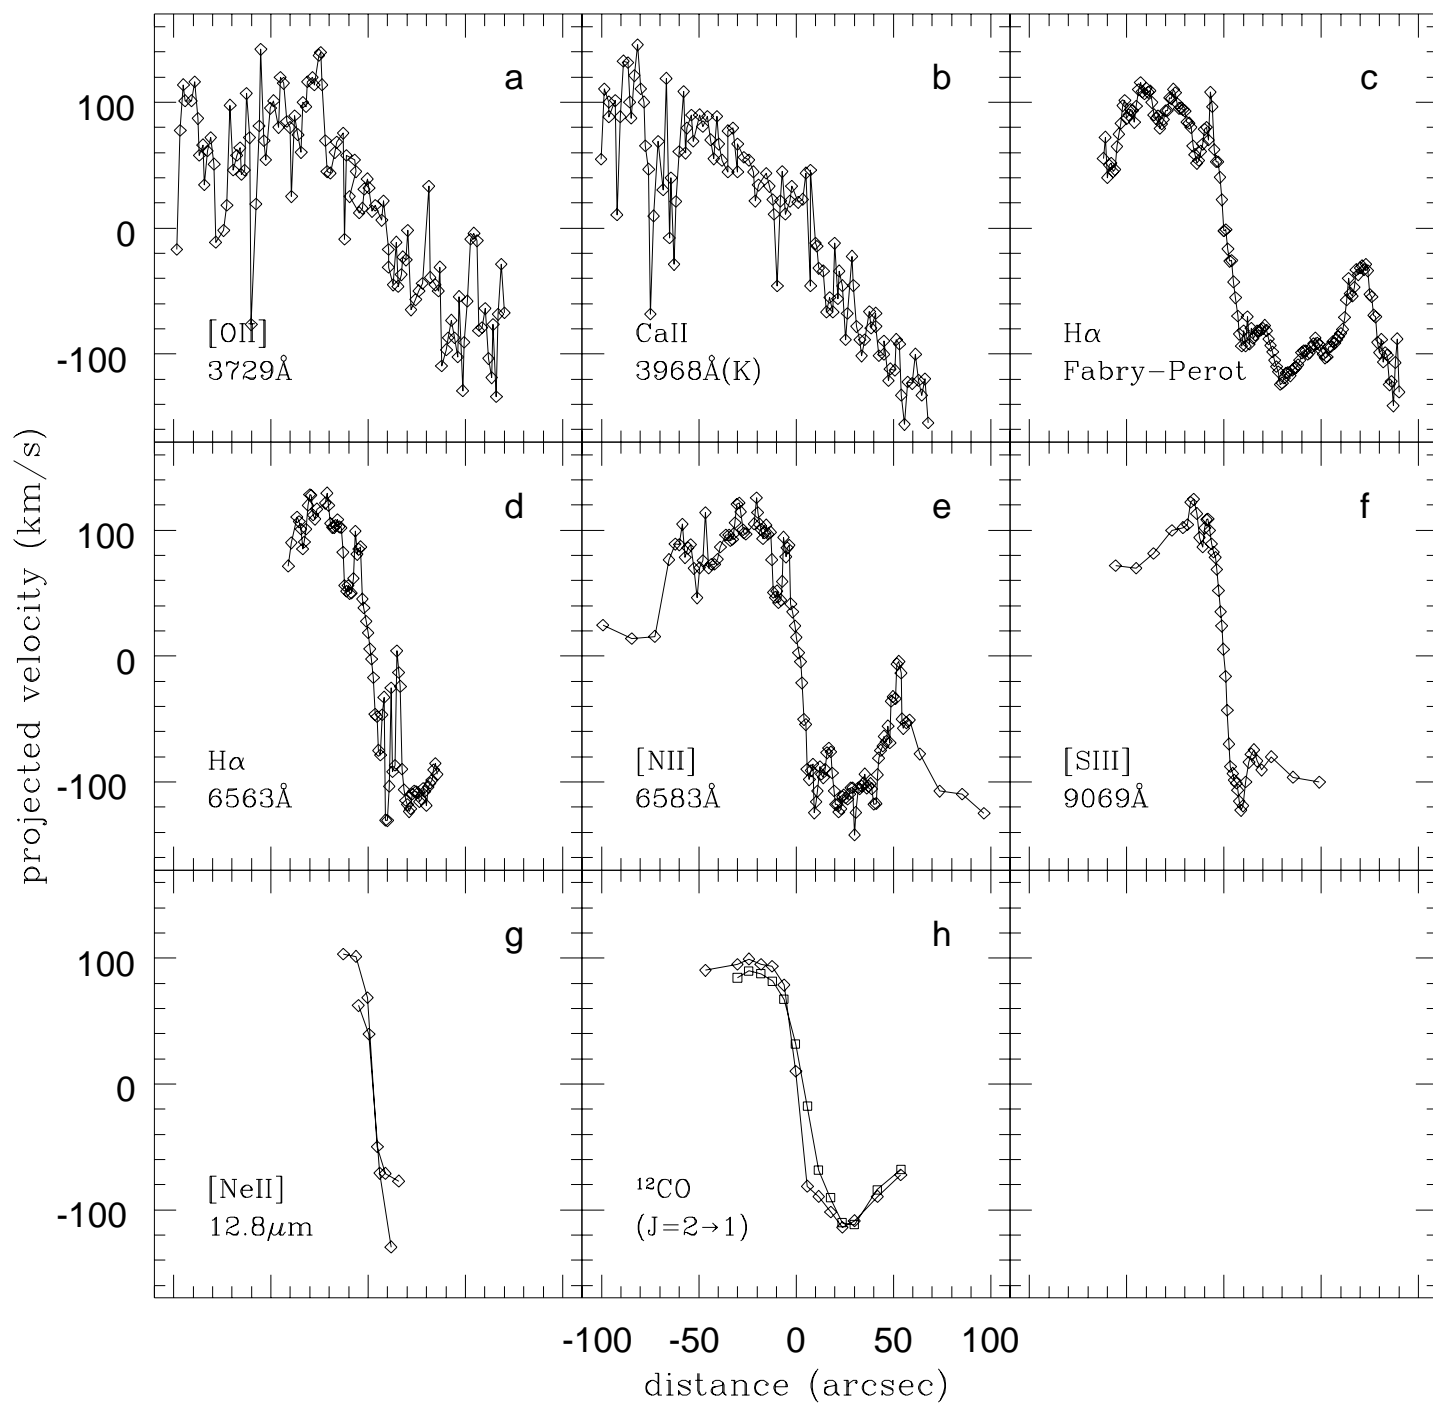 a
b
c
100
0
-100
[OII]
3729Å
CaII
3968Å(K)
Hα
Fabry–Perot
projected velocity (km/s)
d
e
f
100
0
-100
Hα
6563Å
[NII]
6583Å
[SIII]
9069Å
g
h
100
0
-100
[NeII]
12.8μm
¹²CO
(J=2→1)
-100 -50 0 50 100
distance (arcsec)